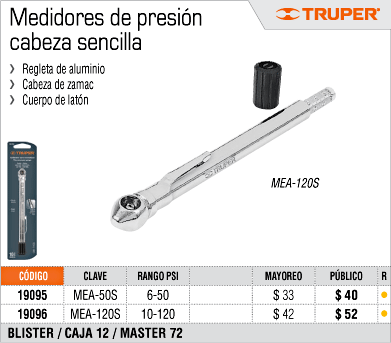 Medidores de presión
cabeza sencilla
TRUPER®
Regleta de aluminio
Cabeza de zamac
Cuerpo de latón
MEA-120S
TRUPER
TRUPER
CÓDIGO CLAVE RANGO PSI MAYOREO PÚBLICO R
19095 MEA-50S 6-50 $ 33 $ 40
19096 MEA-120S 10-120 $ 42 $ 52
BLISTER / CAJA 12 / MASTER 72